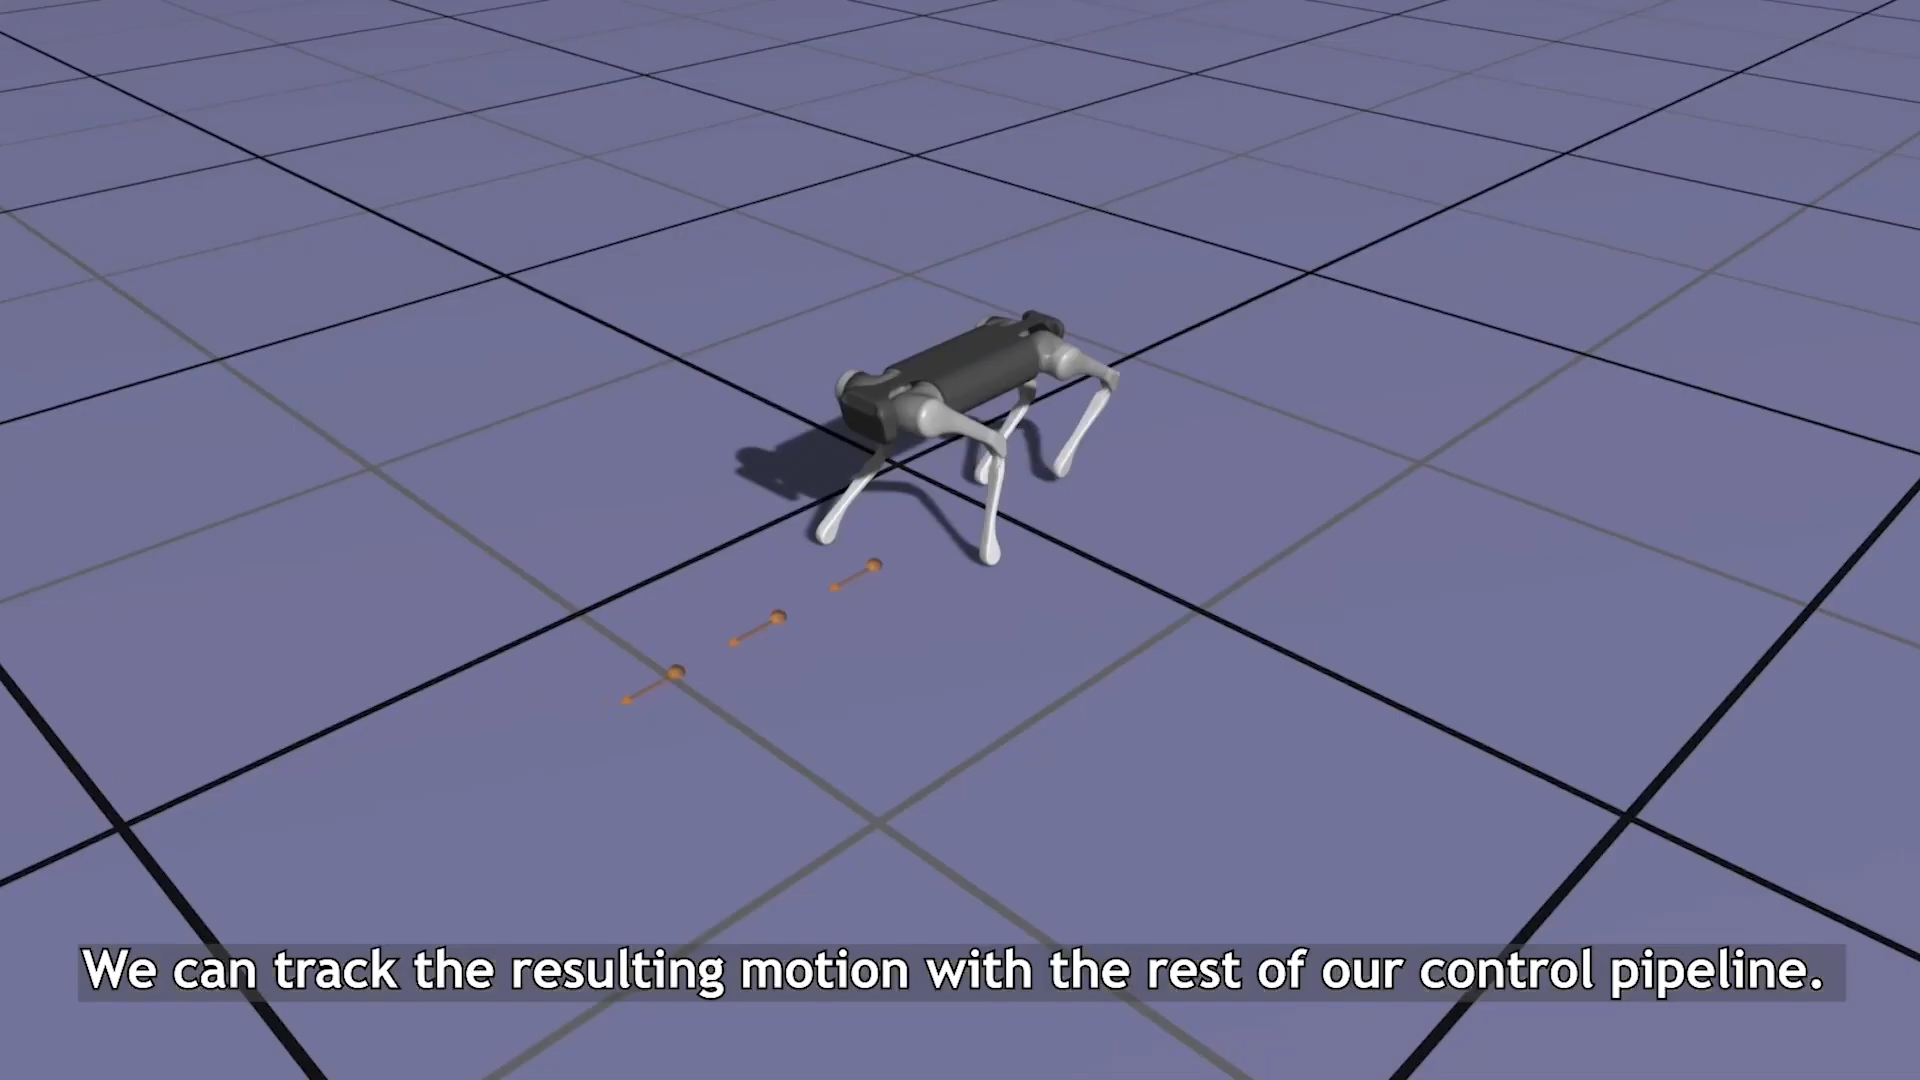 We can track the resulting motion with the rest of our control pipeline.